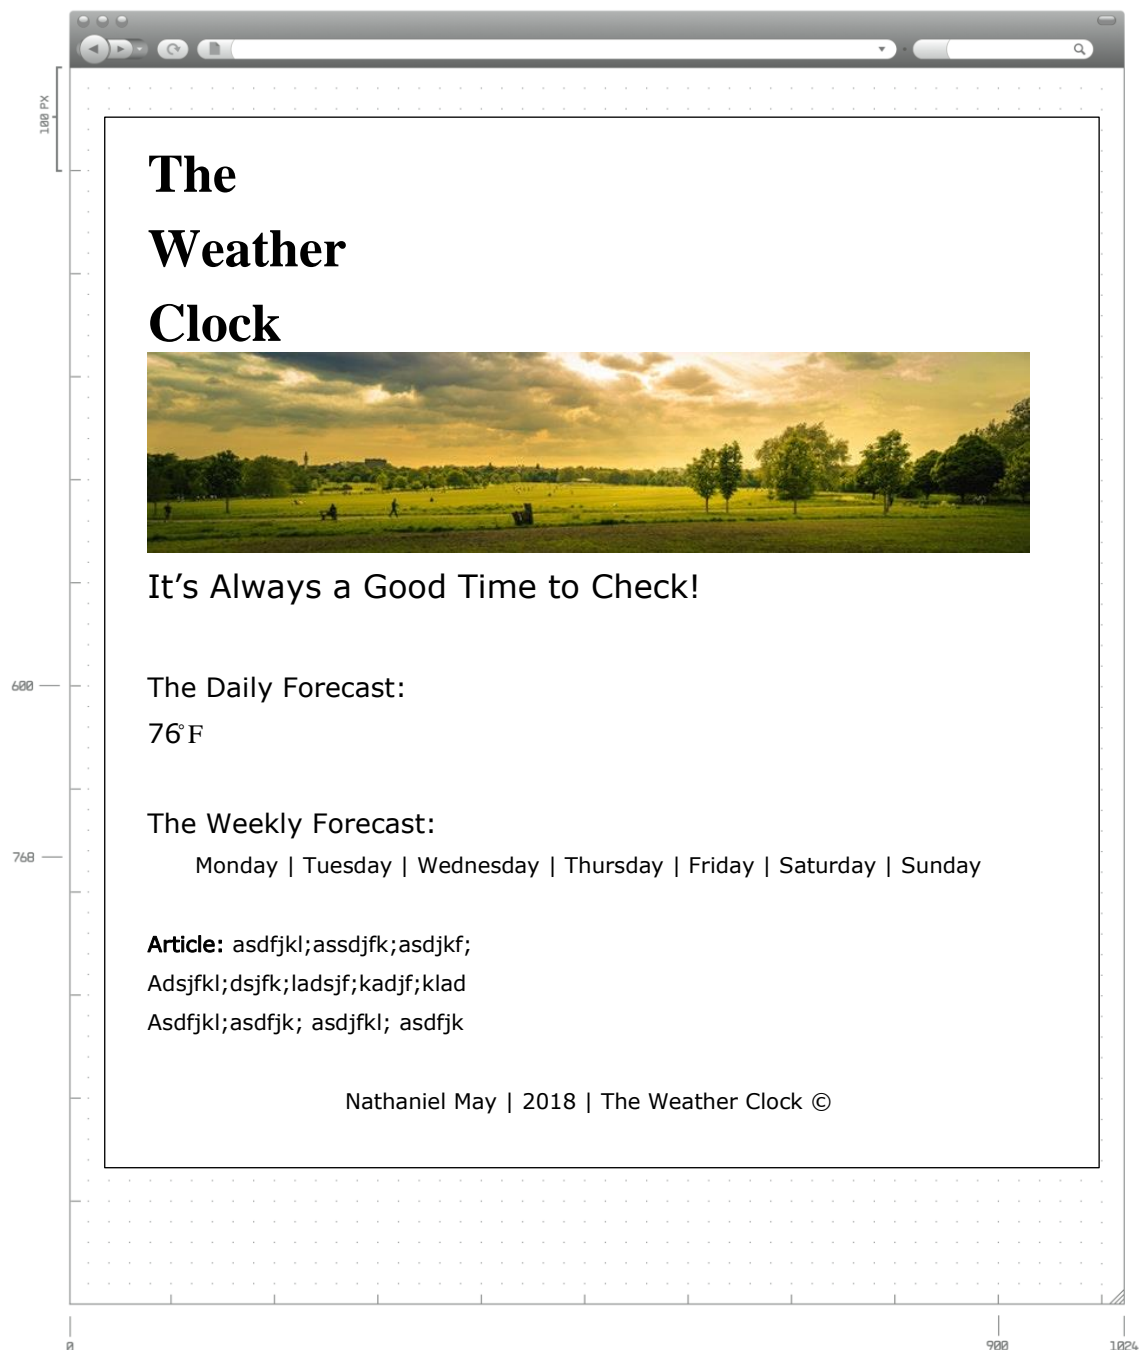 100 PX
The
Weather
Clock
It’s Always a Good Time to Check!
600
The Daily Forecast:
76°F
The Weekly Forecast:
768
Monday | Tuesday | Wednesday | Thursday | Friday | Saturday | Sunday
Article: asdfjkl;assdjfk;asdjkf;
Adsjfkl;dsjfk;ladsjf;kadjf;klad
Asdfjkl;asdfjk; asdjfkl; asdfjk
Nathaniel May | 2018 | The Weather Clock ©
0 900 1024